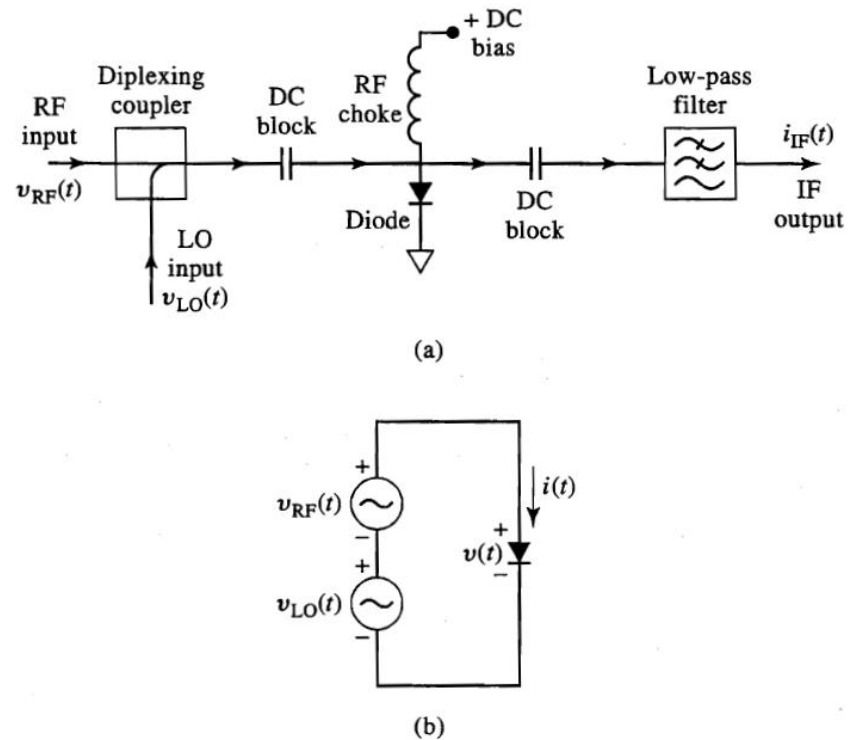 + DC
bias
Diplexing
coupler
RF
input
v_RF(t)
DC
block
RF
choke
Low-pass
filter
i_IF(t)
IF
output
Diode
DC
block
LO
input
v_LO(t)
(a)
+
v_RF(t)
−
+
v_LO(t)
−
i(t)
+
v(t)
−
(b)